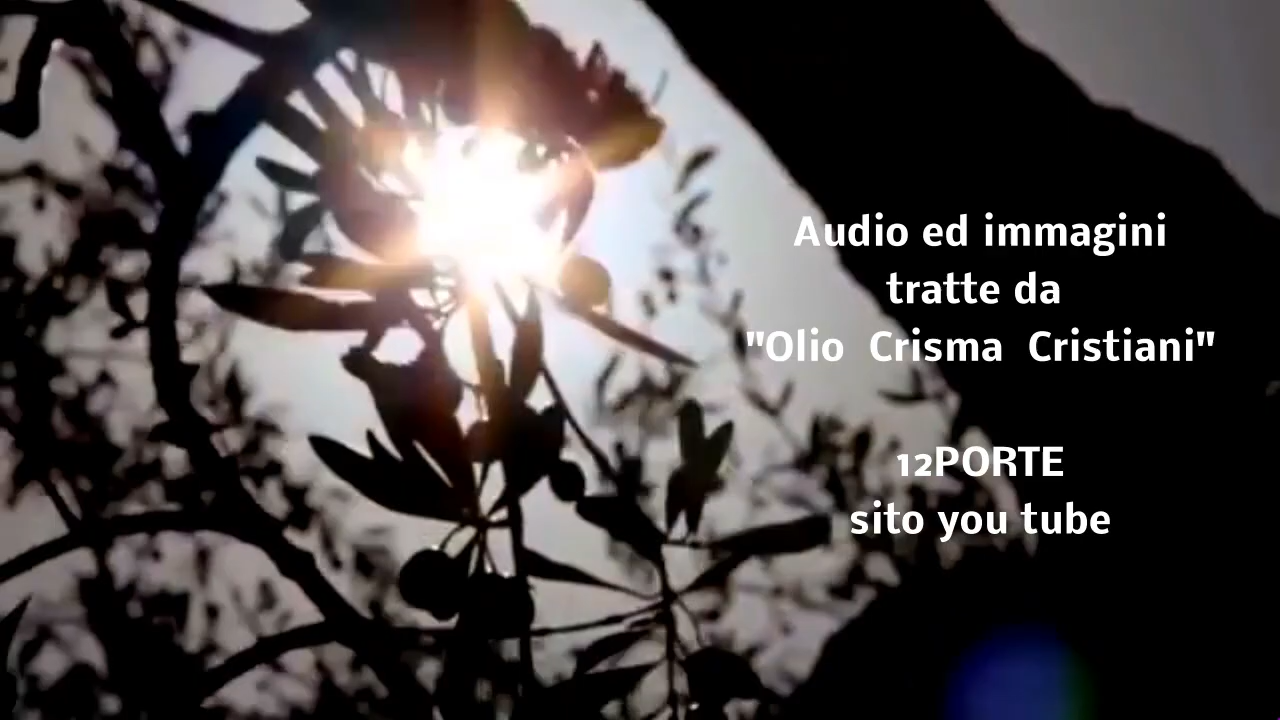 Audio ed immagini
tratte da
"Olio Crisma Cristiani"
12PORTE
sito you tube